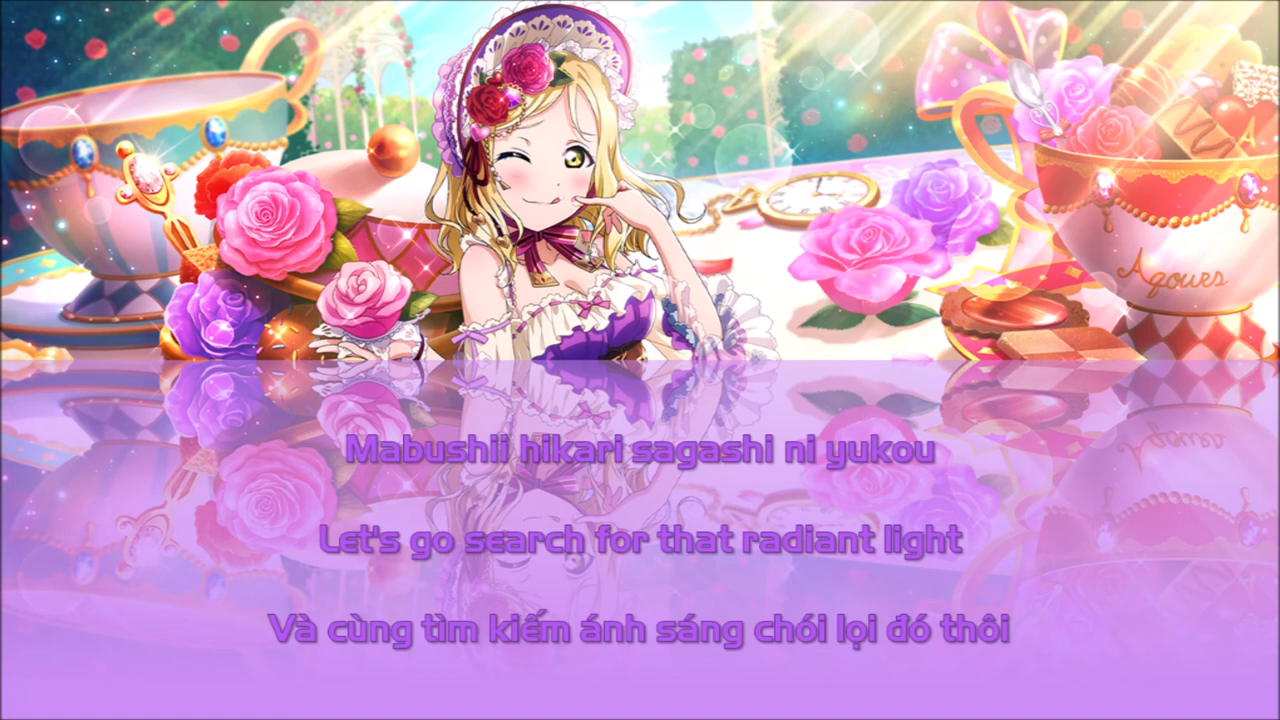 Aqours
Mabushii hikari sagashi ni yukou
Let's go search for that radiant light
Và cùng tìm kiếm ánh sáng chói lọi đó thôi